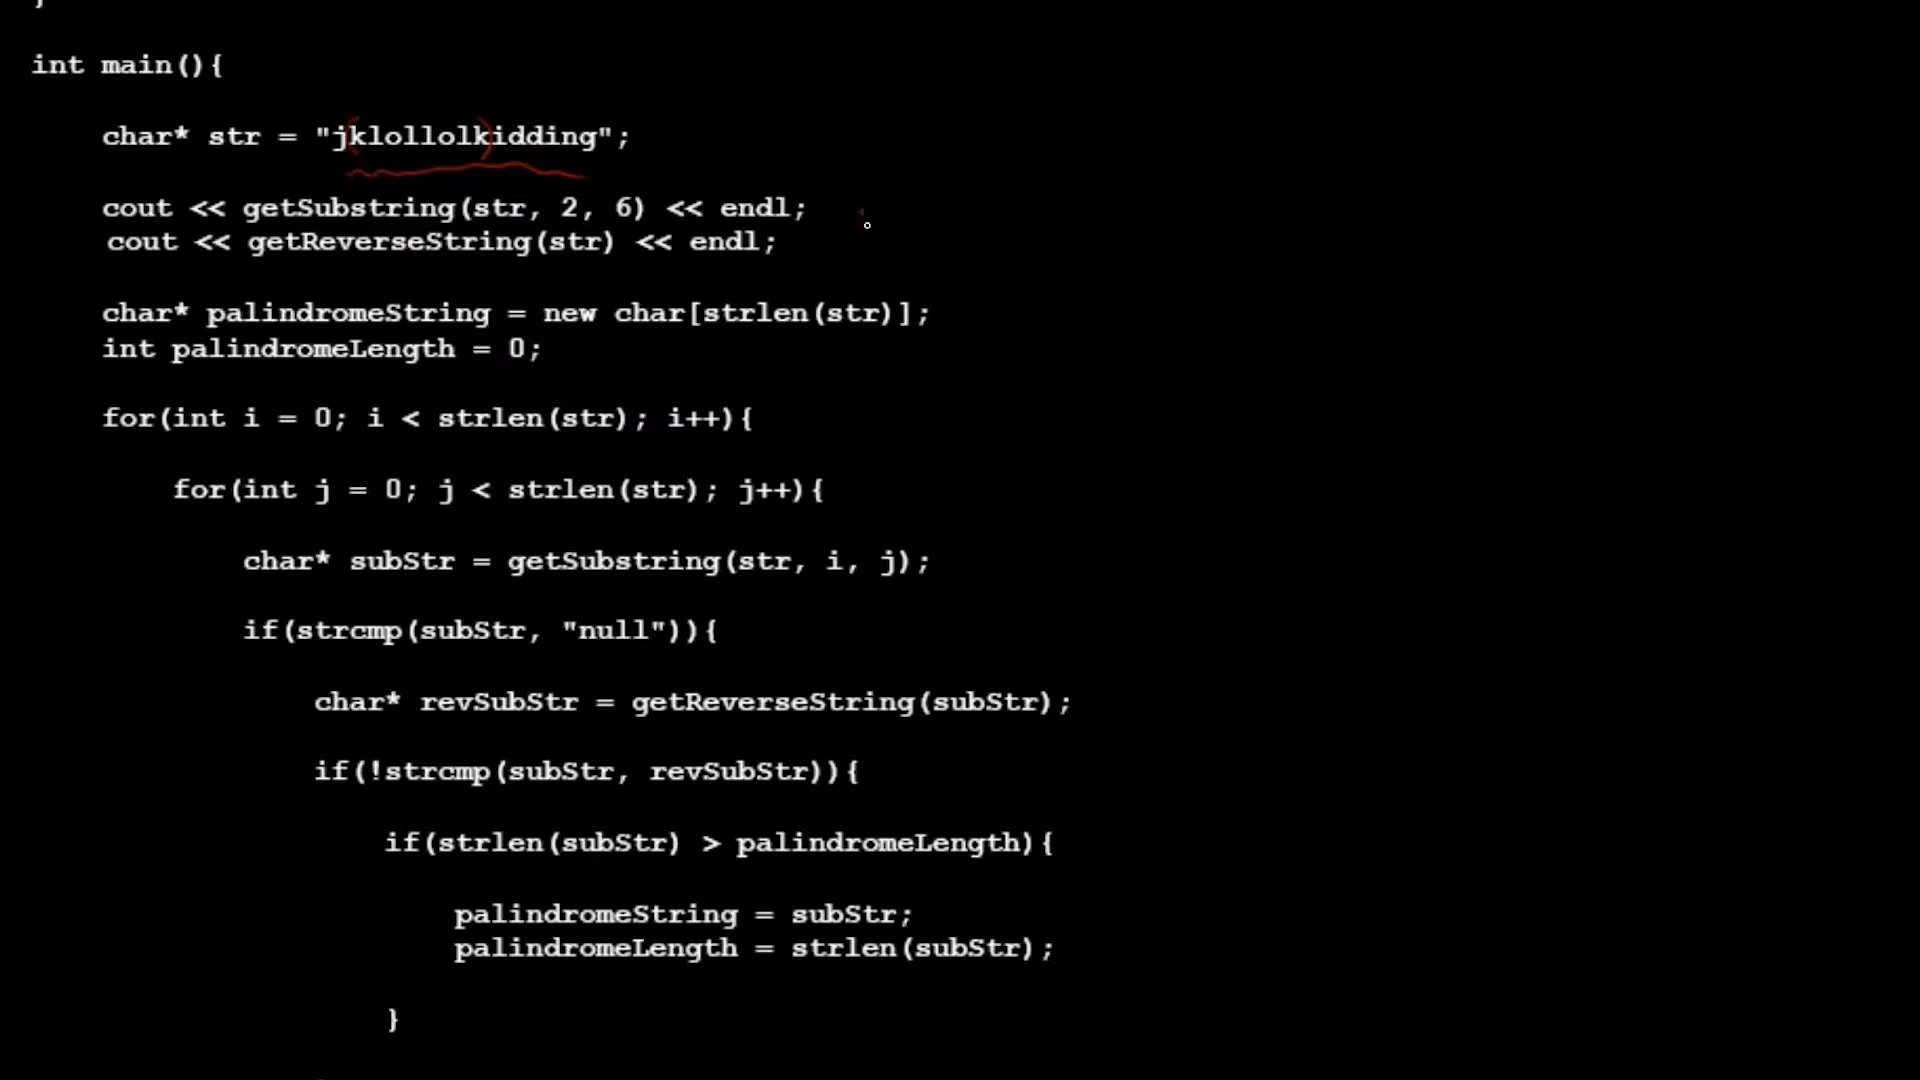 }
int main(){
char* str = "jklollolkidding";
cout << getSubstring(str, 2, 6) << endl;
cout << getReverseString(str) << endl;
char* palindromeString = new char[strlen(str)];
int palindromeLength = 0;
for(int i = 0; i < strlen(str); i++){
for(int j = 0; j < strlen(str); j++){
char* subStr = getSubstring(str, i, j);
if(strcmp(subStr, "null")){
char* revSubStr = getReverseString(subStr);
if(!strcmp(subStr, revSubStr)){
if(strlen(subStr) > palindromeLength){
palindromeString = subStr;
palindromeLength = strlen(subStr);
}